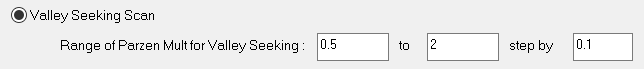 Valley Seeking Scan
Range of Parzen Mult for Valley Seeking : 0.5 to 2 step by 0.1